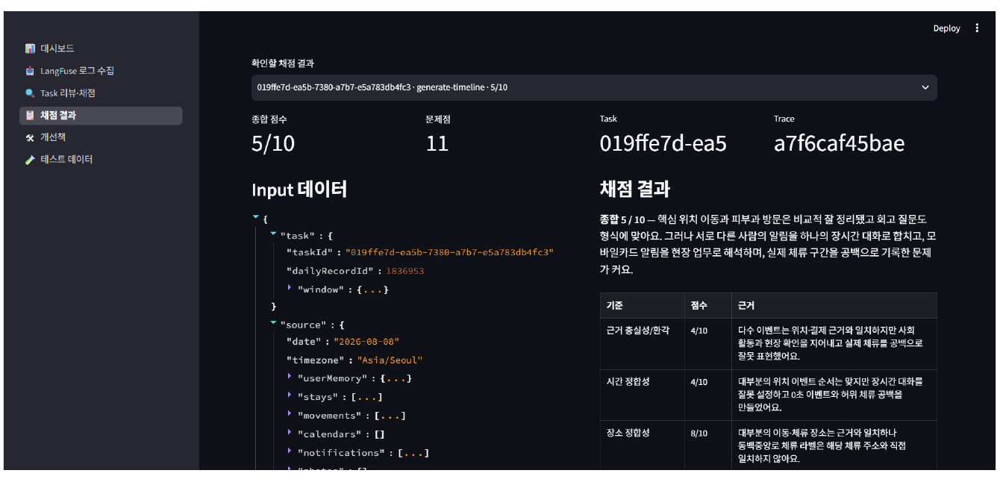 Deploy
대시보드
LangFuse 로그 수집
Task 리뷰·채점
채점 결과
개선책
테스트 데이터
확인할 채점 결과
019ffe7d-ea5b-7380-a7b7-e5a783db4fc3 · generate-timeline · 5/10
종합 점수
5/10
문제점
11
Task
019ffe7d-ea5
Trace
a7f6caf45bae
Input 데이터
{
"task" : {
"taskId" : "019ffe7d-ea5b-7380-a7b7-e5a783db4fc3"
"dailyRecordId" : 1836953
"window" : {...}
}
"source" : {
"date" : "2026-08-08"
"timezone" : "Asia/Seoul"
"userMemory" : {...}
"stays" : [...]
"movements" : [...]
"calendars" : []
"notifications" : [...]
채점 결과
종합 5 / 10 — 핵심 위치 이동과 피부과 방문은 비교적 잘 정리됐고 회고 질문도
형식에 맞아요. 그러나 서로 다른 사람의 알림을 하나의 장시간 대화로 합치고, 모
바일카드 알림을 현장 업무로 해석하며, 실제 체류 구간을 공백으로 기록한 문제
가 커요.
기준 점수 근거
근거 충실성/환각 4/10 다수 이벤트는 위치·결제 근거와 일치하지만 사회
활동과 현장 확인을 지어내고 실제 체류를 공백으로
잘못 표현했어요.
시간 정합성 4/10 대부분의 위치 이벤트 순서는 맞지만 장시간 대화를
잘못 설정하고 0초 이벤트와 허위 체류 공백을
만들었어요.
장소 정합성 8/10 대부분의 이동·체류 장소는 근거와 일치하나
동백중앙로 체류 라벨은 해당 체류 주소와 직접
일치하지 않아요.